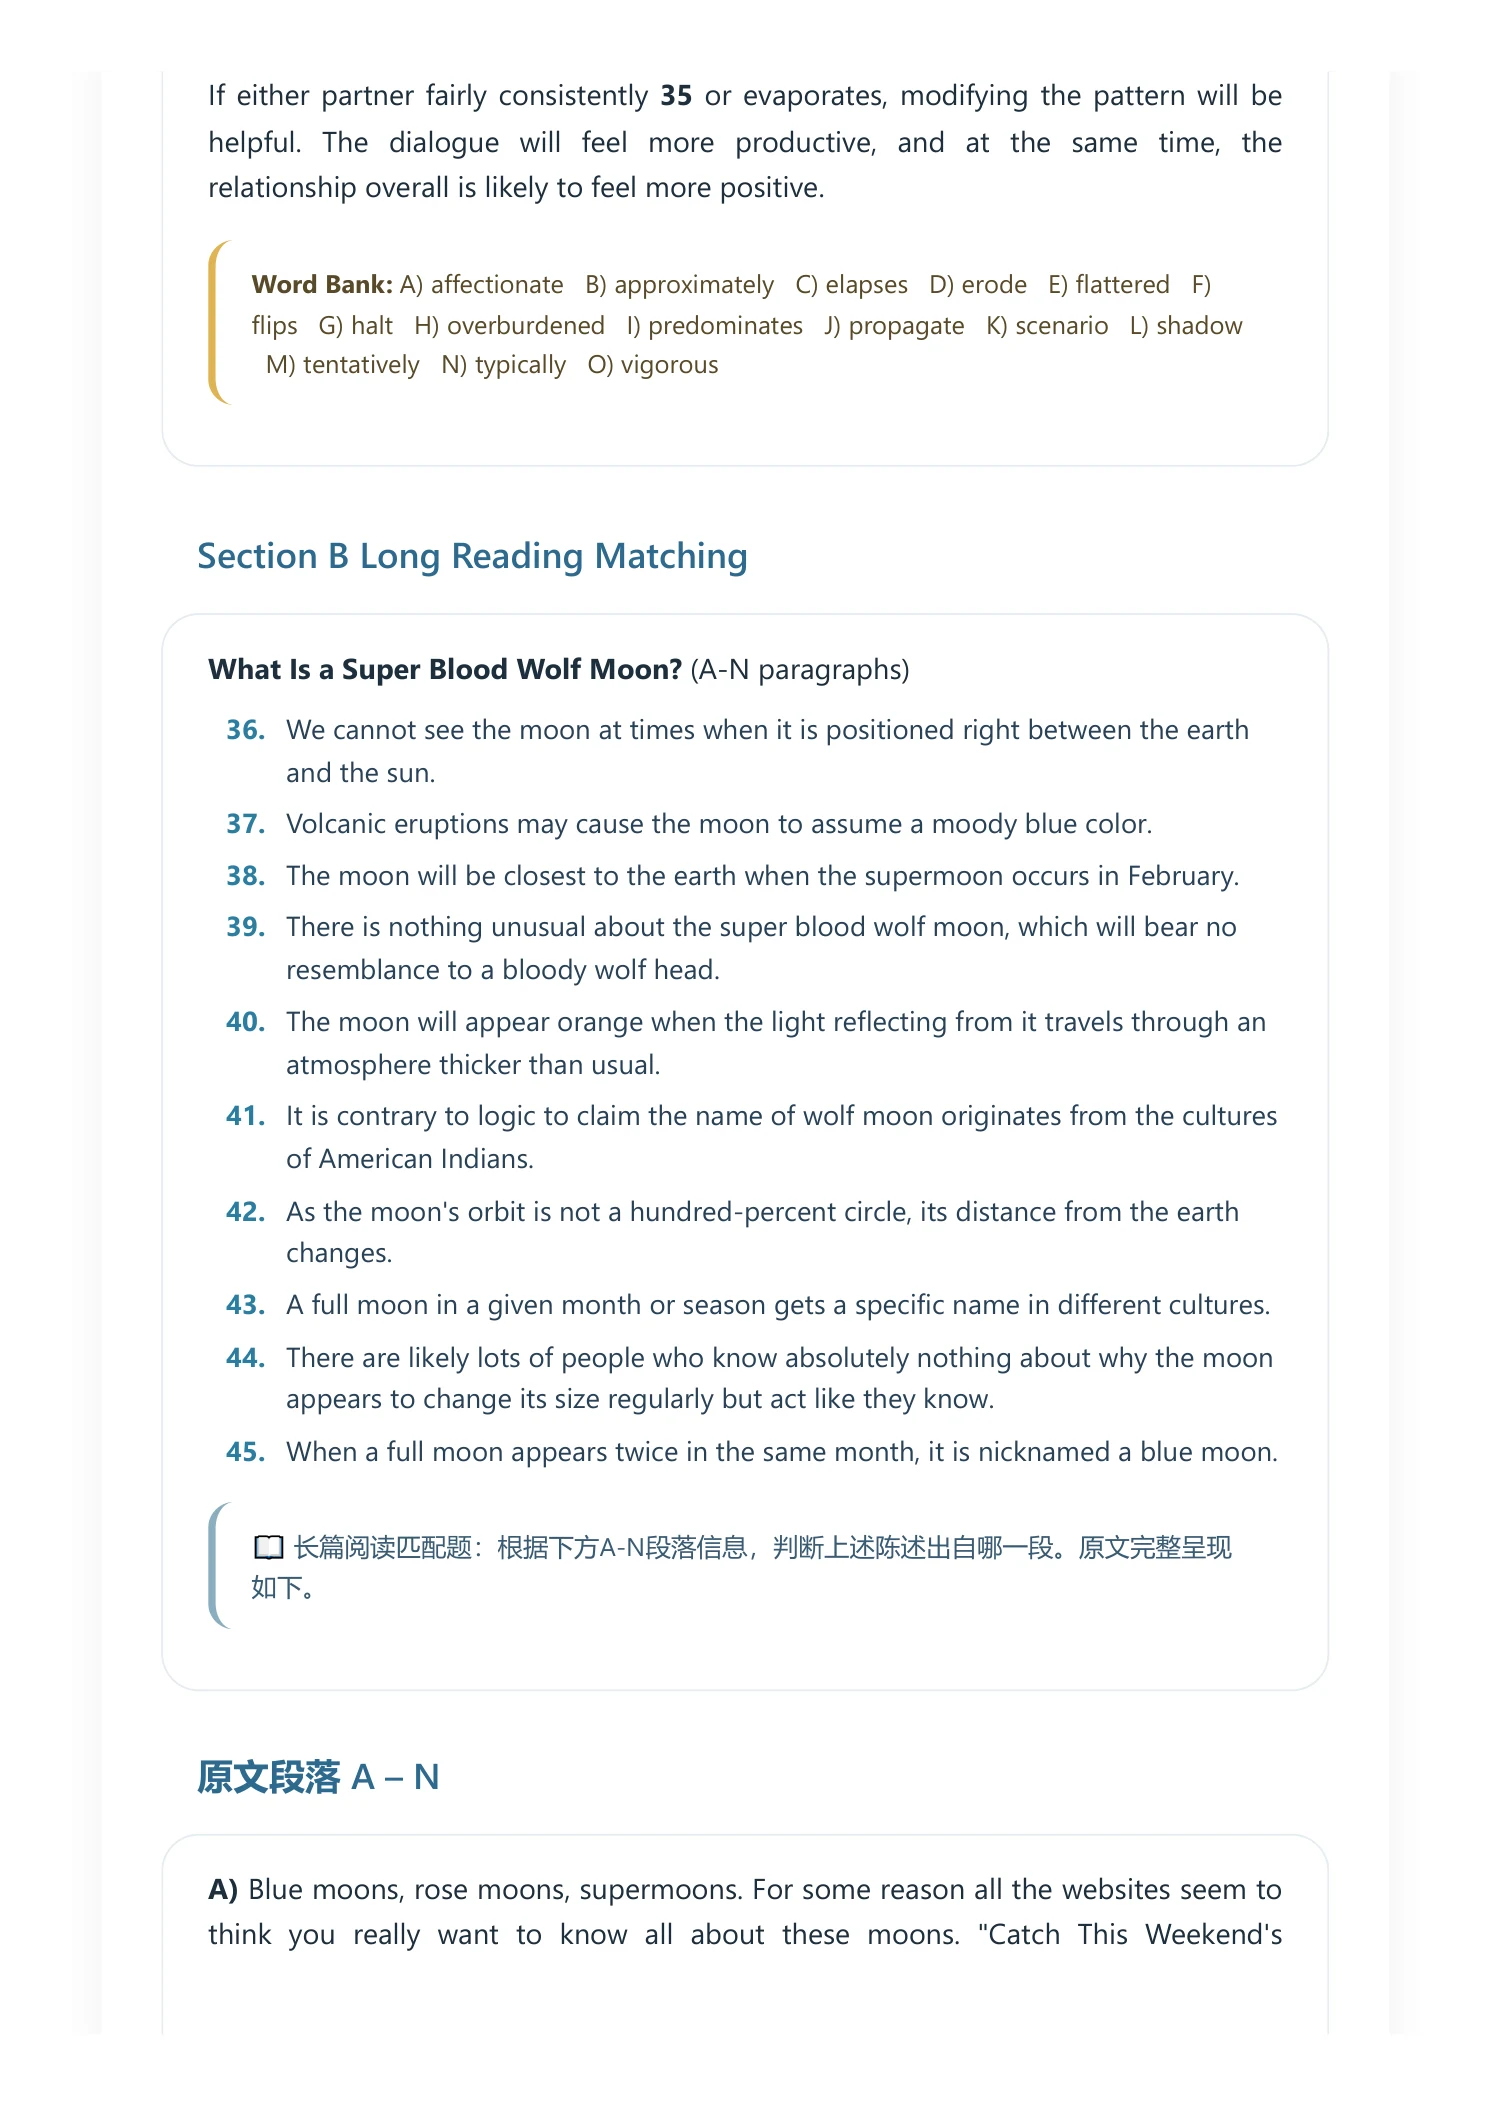 If either partner fairly consistently 35 or evaporates, modifying the pattern will be
helpful. The dialogue will feel more productive, and at the same time, the
relationship overall is likely to feel more positive.
Word Bank: A) affectionate B) approximately C) elapses D) erode E) flattered F)
flips G) halt H) overburdened I) predominates J) propagate K) scenario L) shadow
M) tentatively N) typically O) vigorous
Section B Long Reading Matching
What Is a Super Blood Wolf Moon? (A-N paragraphs)
36. We cannot see the moon at times when it is positioned right between the earth
and the sun.
37. Volcanic eruptions may cause the moon to assume a moody blue color.
38. The moon will be closest to the earth when the supermoon occurs in February.
39. There is nothing unusual about the super blood wolf moon, which will bear no
resemblance to a bloody wolf head.
40. The moon will appear orange when the light reflecting from it travels through an
atmosphere thicker than usual.
41. It is contrary to logic to claim the name of wolf moon originates from the cultures
of American Indians.
42. As the moon's orbit is not a hundred-percent circle, its distance from the earth
changes.
43. A full moon in a given month or season gets a specific name in different cultures.
44. There are likely lots of people who know absolutely nothing about why the moon
appears to change its size regularly but act like they know.
45. When a full moon appears twice in the same month, it is nicknamed a blue moon.
📖 长篇阅读匹配题：根据下方A-N段落信息，判断上述陈述出自哪一段。原文完整呈现
如下。
原文段落 A – N
A) Blue moons, rose moons, supermoons. For some reason all the websites seem to
think you really want to know all about these moons. "Catch This Weekend's